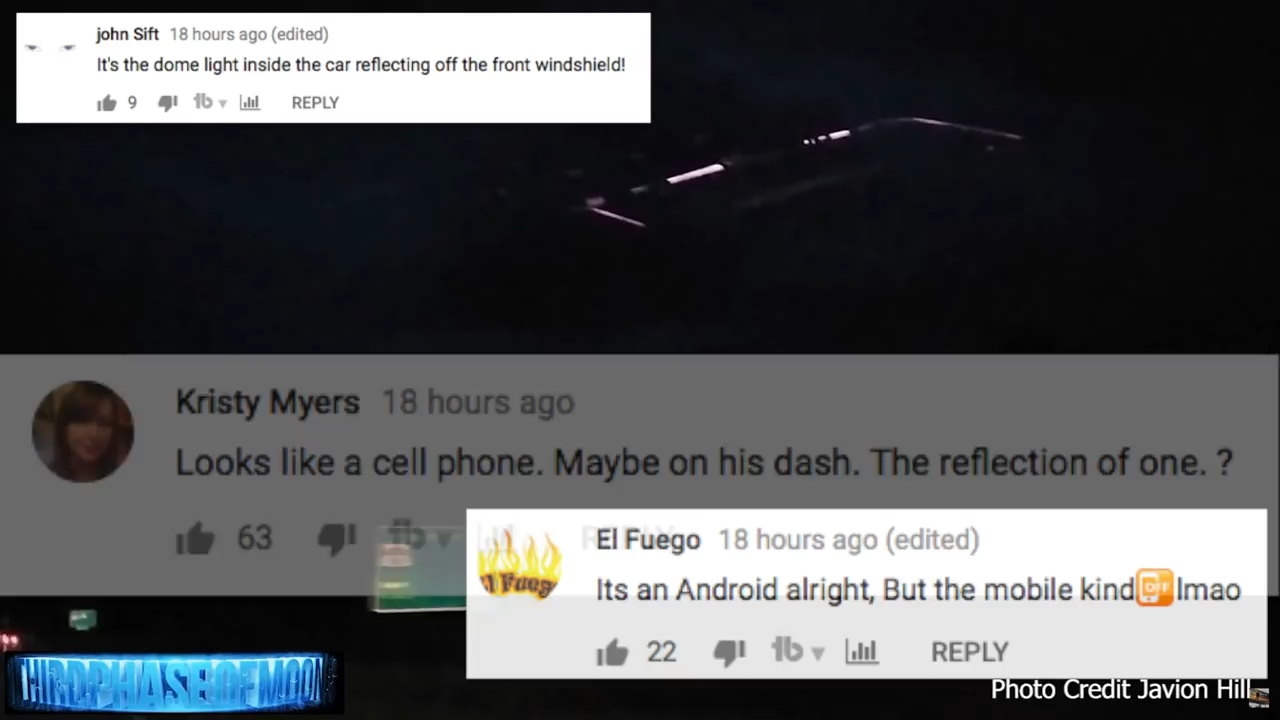 john Sift 18 hours ago (edited)
It's the dome light inside the car reflecting off the front windshield!
9 REPLY
Kristy Myers 18 hours ago
Looks like a cell phone. Maybe on his dash. The reflection of one. ?
63 REPLY
El Fuego 18 hours ago (edited)
El Fuego
Its an Android alright, But the mobile kind lmao
22 REPLY
THIRDPHASEOFMOON
Photo Credit Javion Hill